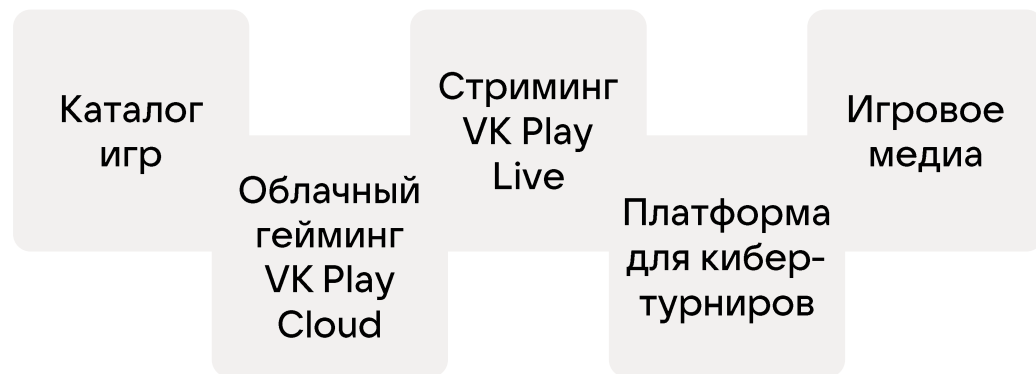 Каталог
игр
Облачный
гейминг
VK Play
Cloud
Стриминг
VK Play
Live
Платформа
для кибер-
турниров
Игровое
медиа